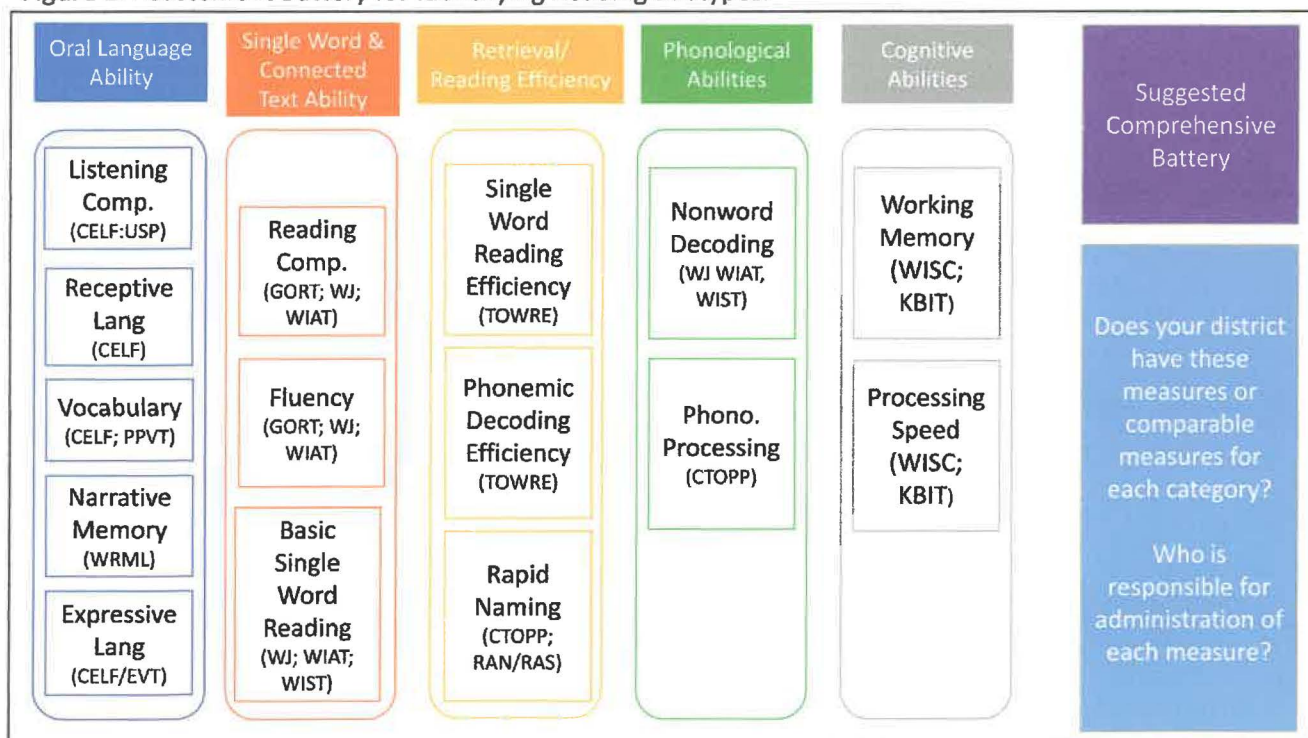 Oral Language
Ability
Listening
Comp.
(CELF:USP)
Receptive
Lang
(CELF)
Vocabulary
(CELF; PPVT)
Narrative
Memory
(WRML)
Expressive
Lang
(CELF/EVT)
Single Word &
Connected
Text Ability
Reading
Comp.
(GORT; WJ;
WIAT)
Fluency
(GORT; WJ;
WIAT)
Basic
Single
Word
Reading
(WJ; WIAT;
WIST)
Retrieval/
Reading Efficiency
Single
Word
Reading
Efficiency
(TOWRE)
Phonemic
Decoding
Efficiency
(TOWRE)
Rapid
Naming
(CTOPP;
RAN/RAS)
Phonological
Abilities
Nonword
Decoding
(WJ WIAT,
WIST)
Phono.
Processing
(CTOPP)
Cognitive
Abilities
Working
Memory
(WISC;
KBIT)
Processing
Speed
(WISC;
KBIT)
Suggested
Comprehensive
Battery
Does your district
have these
measures or
comparable
measures for
each category?
Who is
responsible for
administration of
each measure?